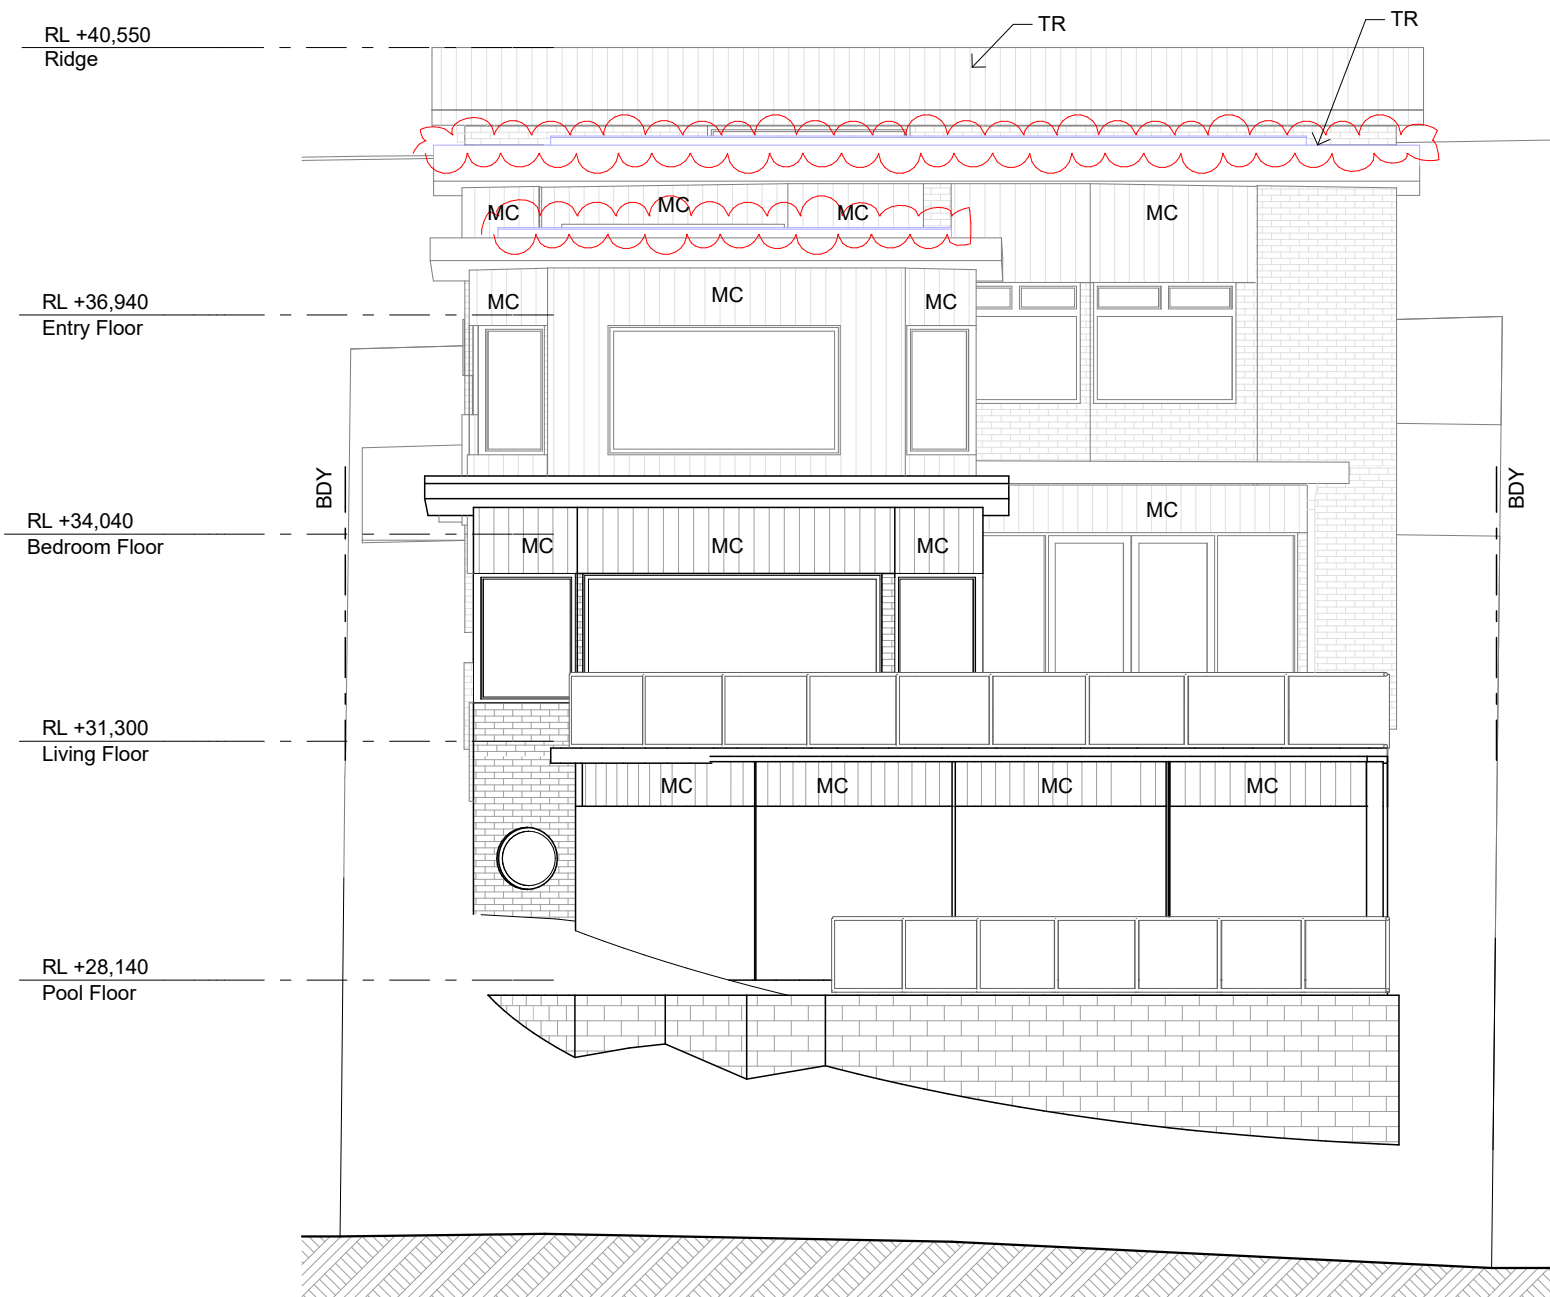 RL +40,550
Ridge
TR
TR
MC
MC
MC
MC
RL +36,940
Entry Floor
MC
MC
MC
BDY
BDY
RL +34,040
Bedroom Floor
MC
MC
MC
MC
RL +31,300
Living Floor
MC
MC
MC
MC
RL +28,140
Pool Floor